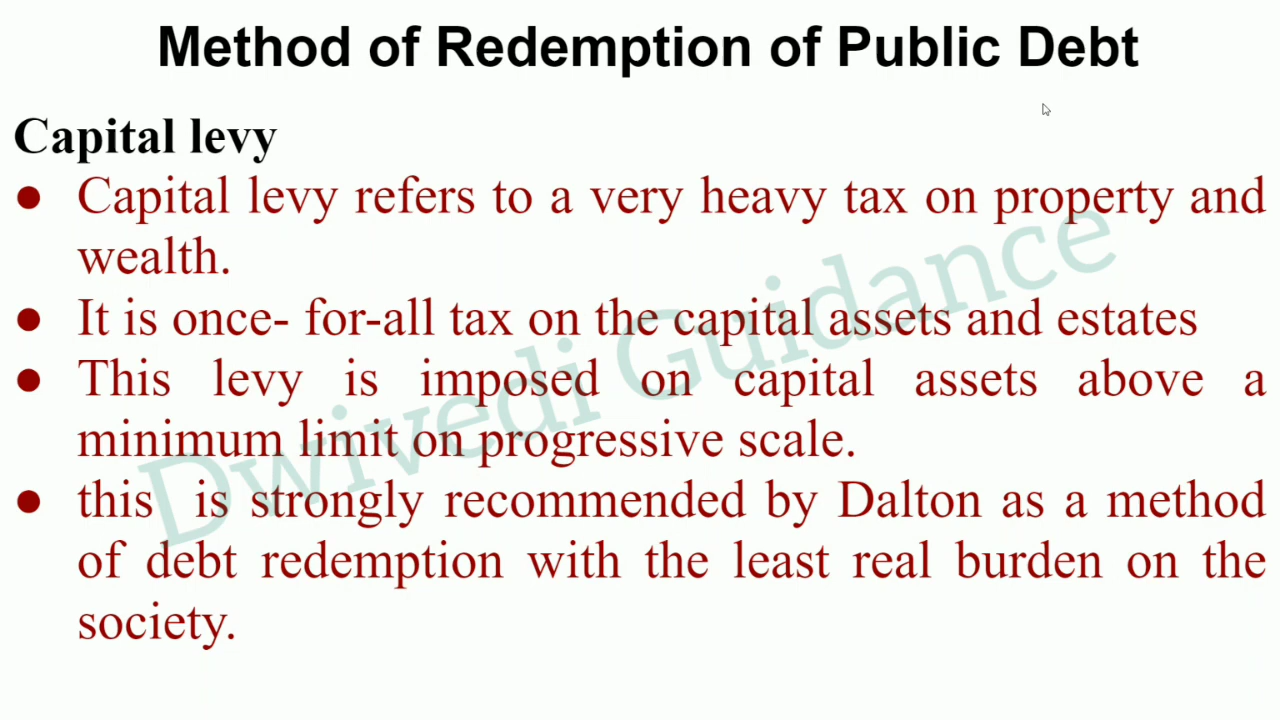 Method of Redemption of Public Debt
Capital levy
● Capital levy refers to a very heavy tax on property and
wealth.
● It is once- for-all tax on the capital assets and estates
● This levy is imposed on capital assets above a
minimum limit on progressive scale.
● this is strongly recommended by Dalton as a method
of debt redemption with the least real burden on the
society.
Dwivedi Guidance